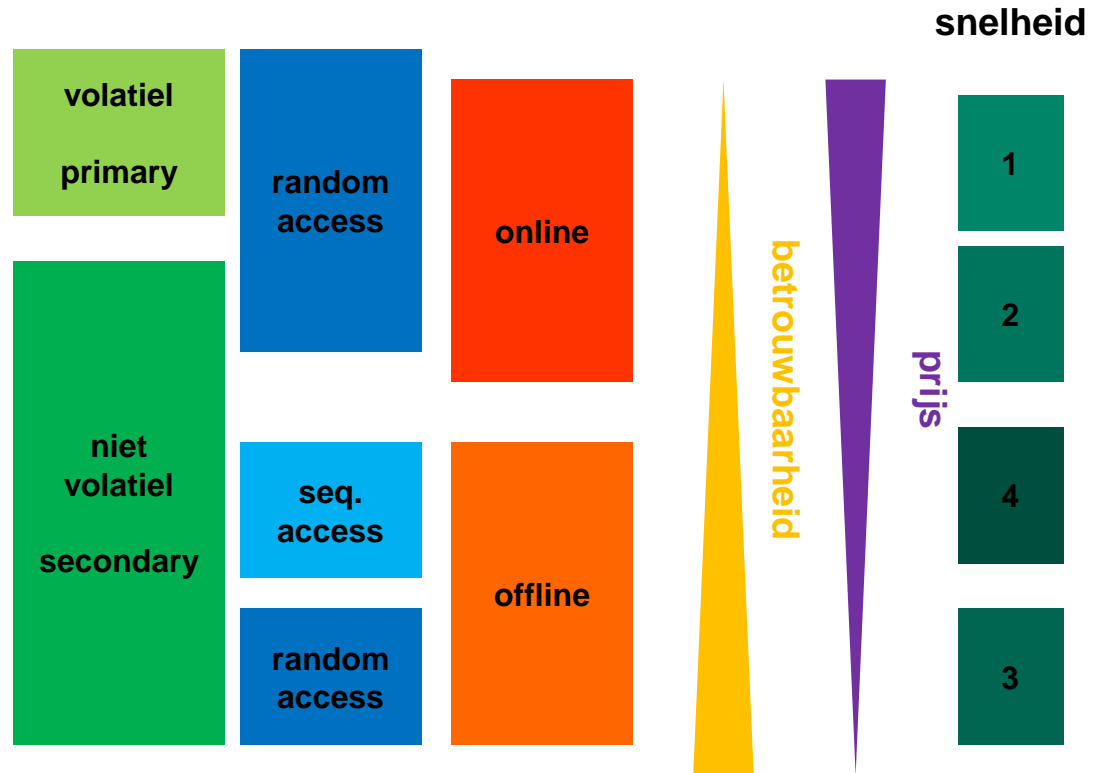 snelheid
volatiel
primary
random
access
online
1
2
betrouwbaarheid
prijs
niet
volatiel
secondary
seq.
access
offline
4
random
access
3